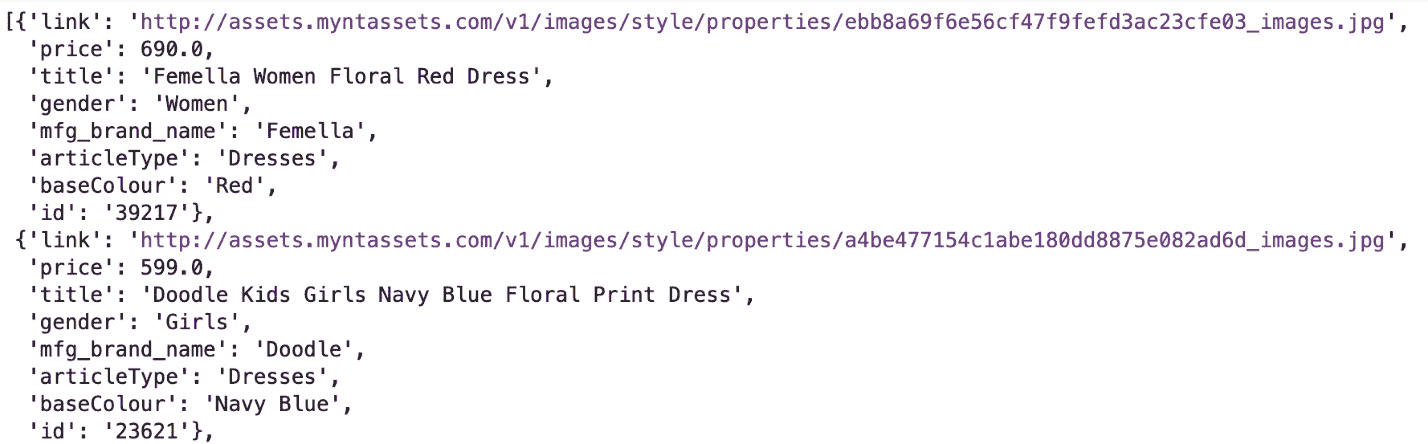 [{'link': 'http://assets.myntassets.com/v1/images/style/properties/ebb8a69f6e56cf47f9fefd3ac23cfe03_images.jpg',
'price': 690.0,
'title': 'Femella Women Floral Red Dress',
'gender': 'Women',
'mfg_brand_name': 'Femella',
'articleType': 'Dresses',
'baseColour': 'Red',
'id': '39217'},
{'link': 'http://assets.myntassets.com/v1/images/style/properties/a4be477154c1abe180dd8875e082ad6d_images.jpg',
'price': 599.0,
'title': 'Doodle Kids Girls Navy Blue Floral Print Dress',
'gender': 'Girls',
'mfg_brand_name': 'Doodle',
'articleType': 'Dresses',
'baseColour': 'Navy Blue',
'id': '23621'},